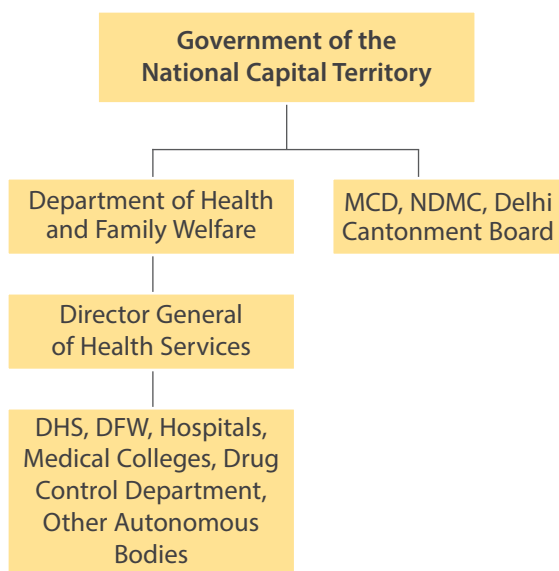 Government of the
National Capital Territory
Department of Health
and Family Welfare
MCD, NDMC, Delhi
Cantonment Board
Director General
of Health Services
DHS, DFW, Hospitals,
Medical Colleges, Drug
Control Department,
Other Autonomous
Bodies